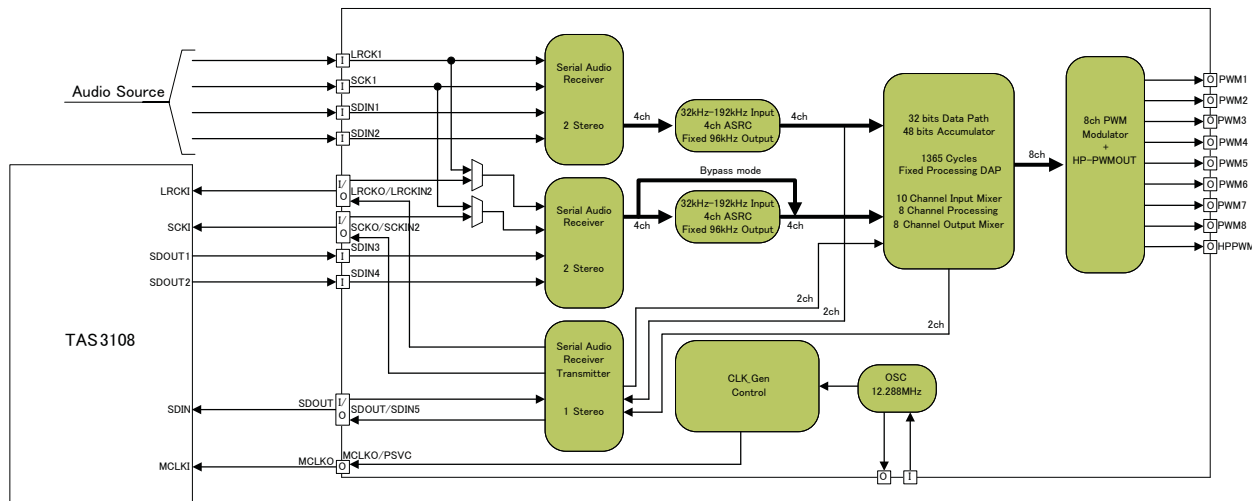 Audio Source
I
LRCK1
I
SCK1
I
SDIN1
I
SDIN2
Serial Audio
Receiver
2 Stereo
4ch
32kHz-192kHz Input
4ch ASRC
Fixed 96kHz Output
4ch
32 bits Data Path
48 bits Accumulator
1365 Cycles
Fixed Processing DAP
10 Channel Input Mixer
8 Channel Processing
8 Channel Output Mixer
8ch
8ch PWM
Modulator
+
HP-PWMOUT
O PWM1
O PWM2
O PWM3
O PWM4
O PWM5
O PWM6
O PWM7
O PWM8
O HPPWM
LRCKI
I/
O
LRCKO/LRCKIN2
SCKI
I/
O
SCKO/SCKIN2
SDOUT1
I
SDIN3
SDOUT2
I
SDIN4
Serial Audio
Receiver
2 Stereo
Bypass mode
4ch
32kHz-192kHz Input
4ch ASRC
Fixed 96kHz Output
4ch
2ch
2ch
TAS3108
Serial Audio
Receiver
Transmitter
1 Stereo
CLK_Gen
Control
OSC
12.288MHz
SDIN
SDOUT
I/
O
SDOUT/SDIN5
MCLKI
MCLKO
O
MCLKO/PSVC
O
I